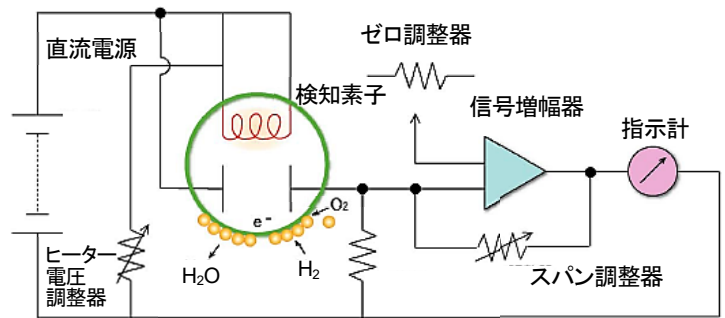 直流電源
ゼロ調整器
検知素子
信号増幅器
指示計
O2
e-
ヒーター
電圧
調整器
H2O
H2
スパン調整器